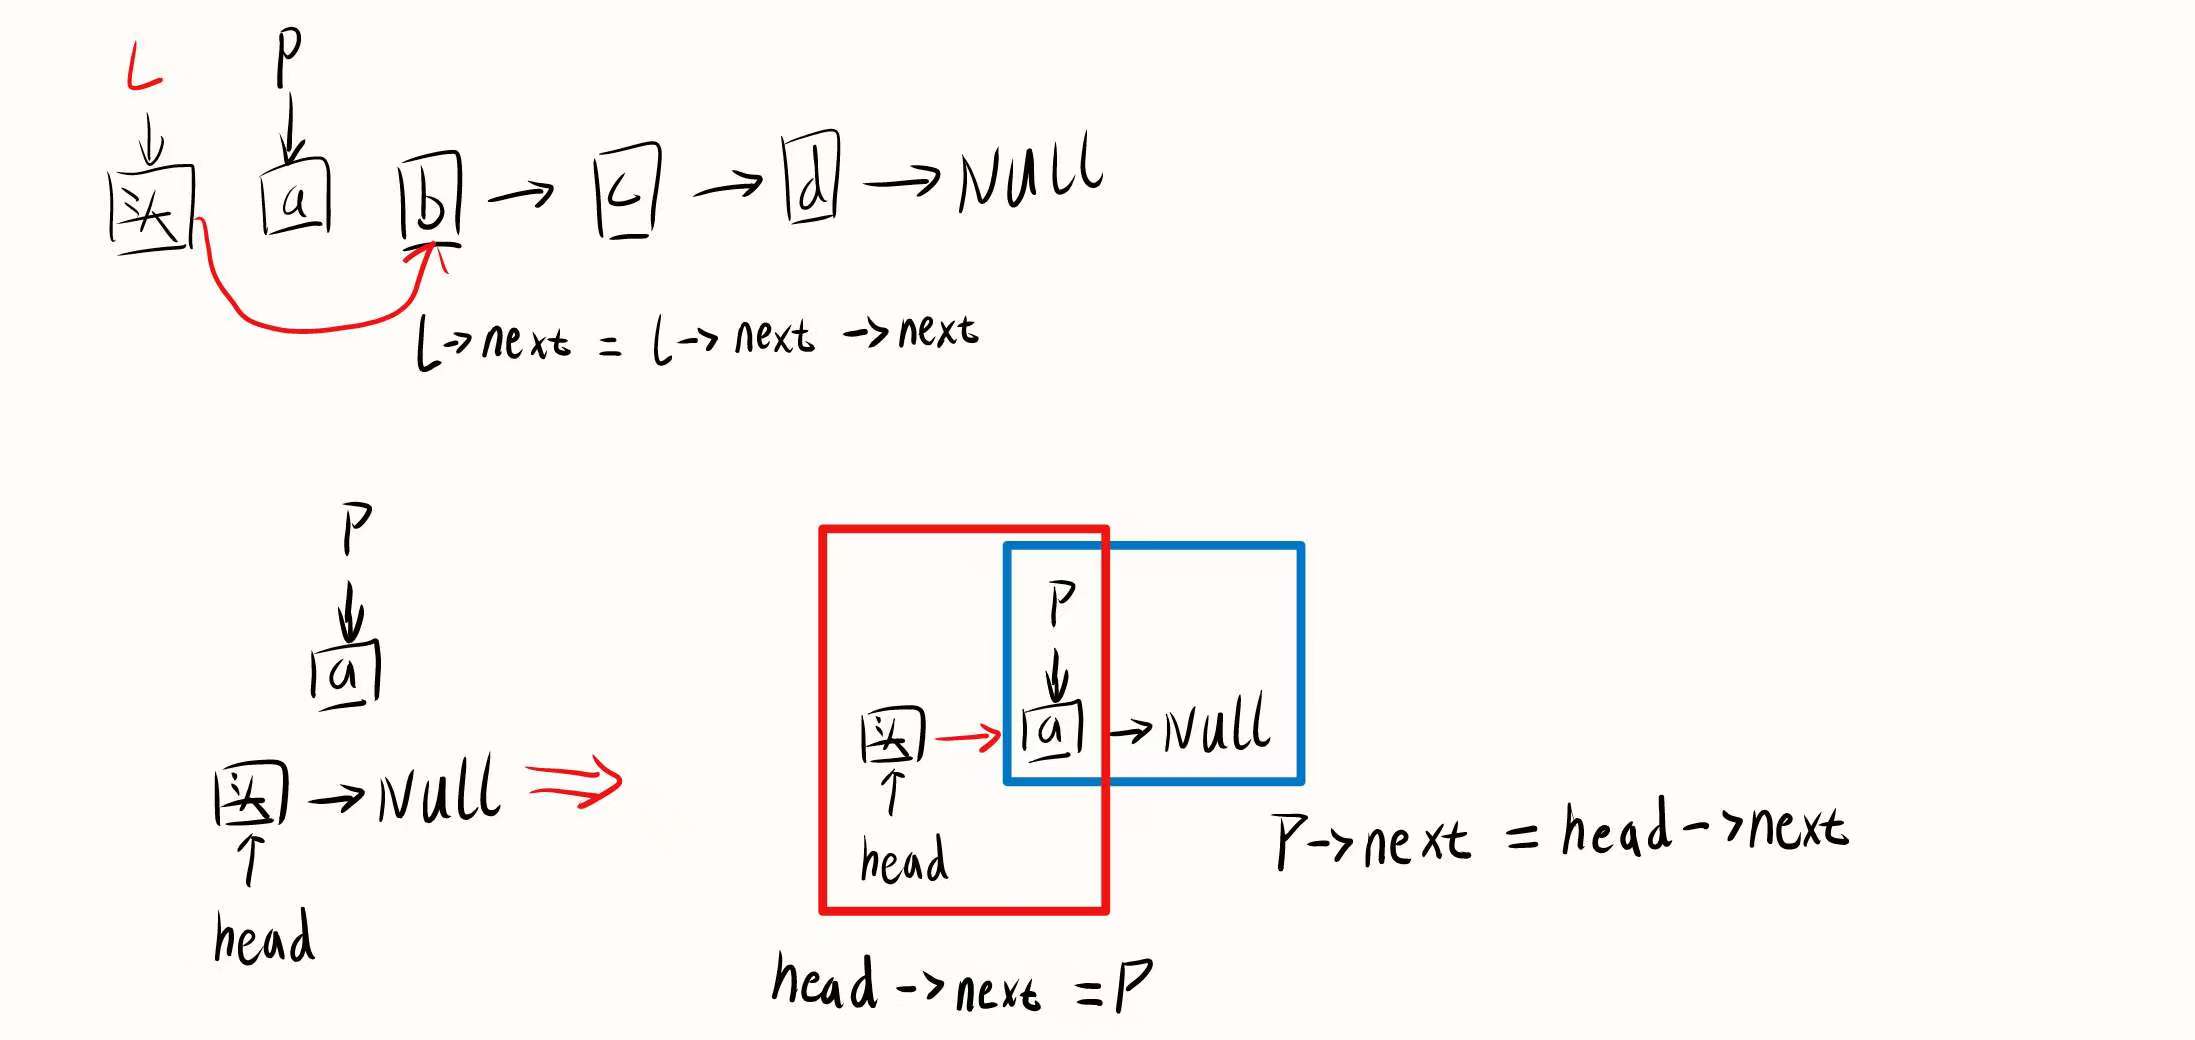 L P
头 a b → c → d → NULL
L→next = L→next→next
P
a
头 → NULL
head
P
头 → a → NULL
head
P→next = head→next
head→next = P